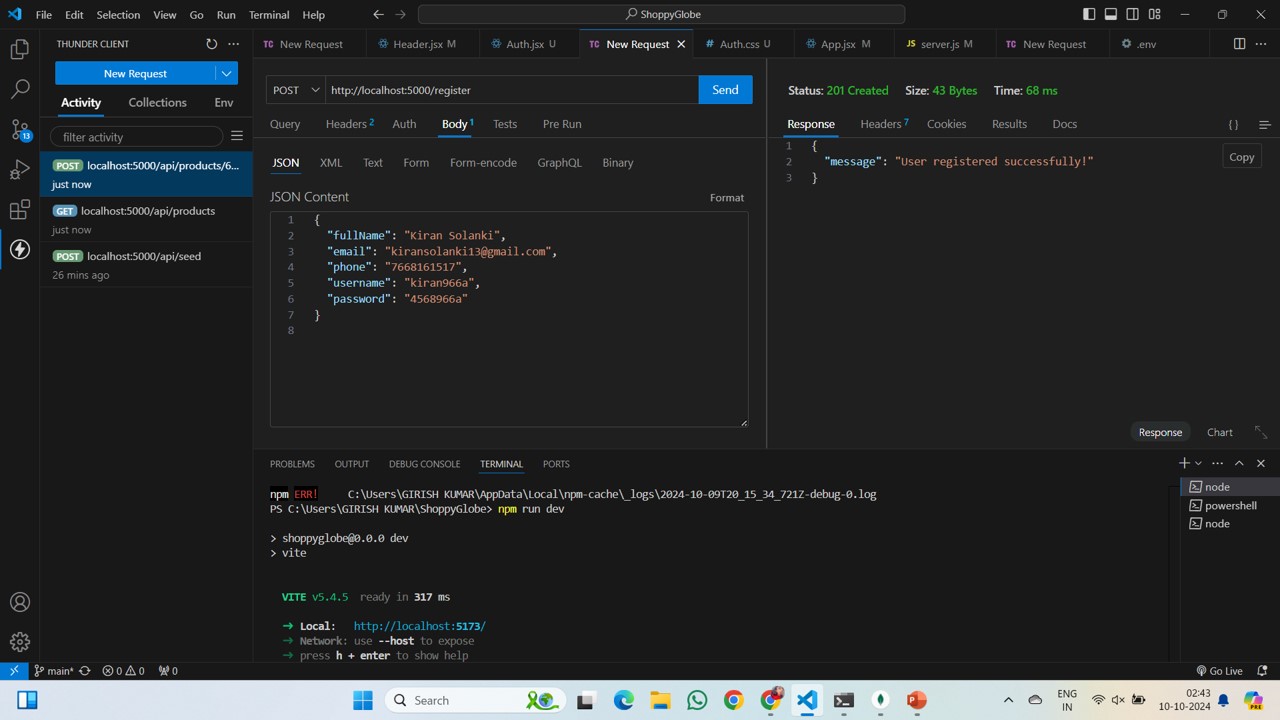 File Edit Selection View Go Run Terminal Help
ShoppyGlobe
THUNDER CLIENT
New Request
Activity Collections Env
filter activity
13
POST localhost:5000/api/products/6...
just now
GET localhost:5000/api/products
just now
POST localhost:5000/api/seed
26 mins ago
TC New Request
Header.jsx M
Auth.jsx U
TC New Request
# Auth.css U
App.jsx M
JS server.js M
TC New Request
.env
POST http://localhost:5000/register Send
Query Headers 2 Auth Body 1 Tests Pre Run
JSON XML Text Form Form-encode GraphQL Binary
JSON Content Format
1 {
2 "fullName": "Kiran Solanki",
3 "email": "kiransolanki13@gmail.com",
4 "phone": "7668161517",
5 "username": "kiran966a",
6 "password": "4568966a"
7 }
8
Status: 201 Created Size: 43 Bytes Time: 68 ms
Response Headers 7 Cookies Results Docs { }
1 {
2 "message": "User registered successfully!"
3 }
Copy
Response Chart
PROBLEMS OUTPUT DEBUG CONSOLE TERMINAL PORTS
npm ERR! C:\Users\GIRISH KUMAR\AppData\Local\npm-cache\_logs\2024-10-09T20_15_34_721Z-debug-0.log
PS C:\Users\GIRISH KUMAR\ShoppyGlobe> npm run dev
> shoppyglobe@0.0.0 dev
> vite
VITE v5.4.5 ready in 317 ms
➜ Local: http://localhost:5173/
➜ Network: use --host to expose
➜ press h + enter to show help
node
powershell
node
main* 0 0 0
Go Live
Search
ENG
IN
02:43
10-10-2024
PRE